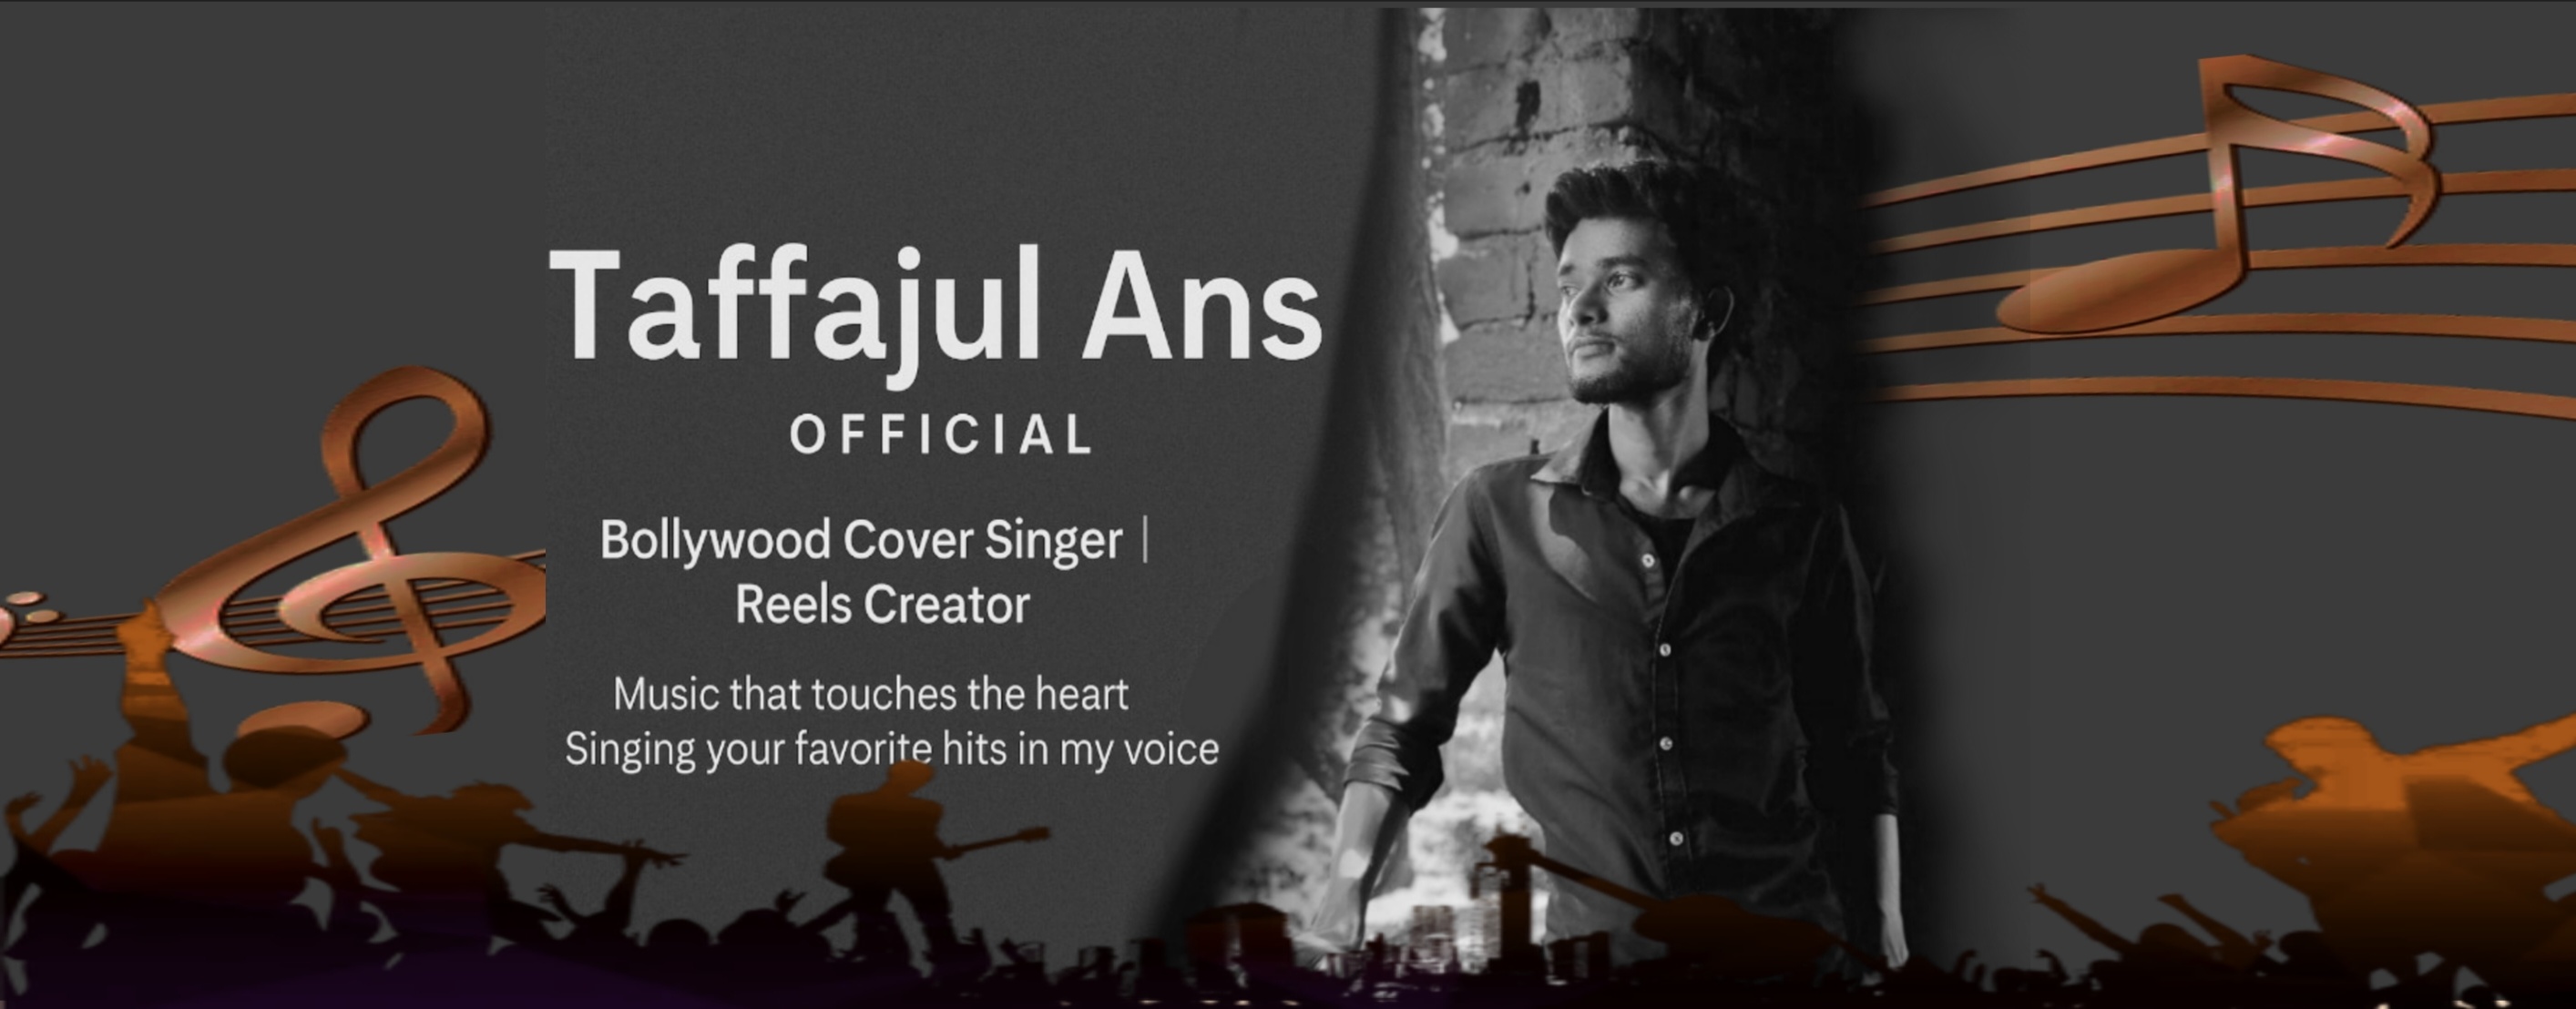 Taffajul Ans
OFFICIAL
Bollywood Cover Singer |
Reels Creator
Music that touches the heart
Singing your favorite hits in my voice